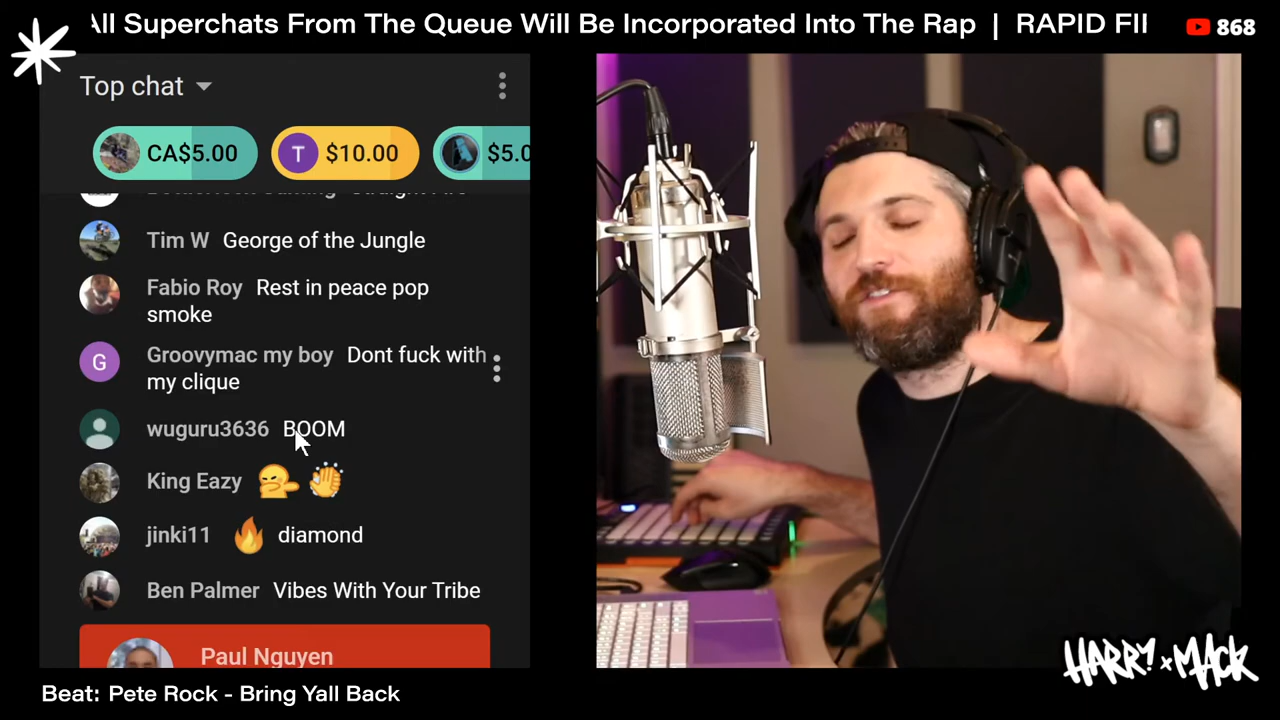 All Superchats From The Queue Will Be Incorporated Into The Rap | RAPID FI
868
Top chat
CA$5.00
T $10.00
$5.0
Tim W George of the Jungle
Fabio Roy Rest in peace pop
smoke
G Groovymac my boy Dont fuck with
my clique
wuguru3636 BOOM
King Eazy
jinki11 diamond
Ben Palmer Vibes With Your Tribe
Paul Nguyen
HARRY x MACK
Beat: Pete Rock - Bring Yall Back